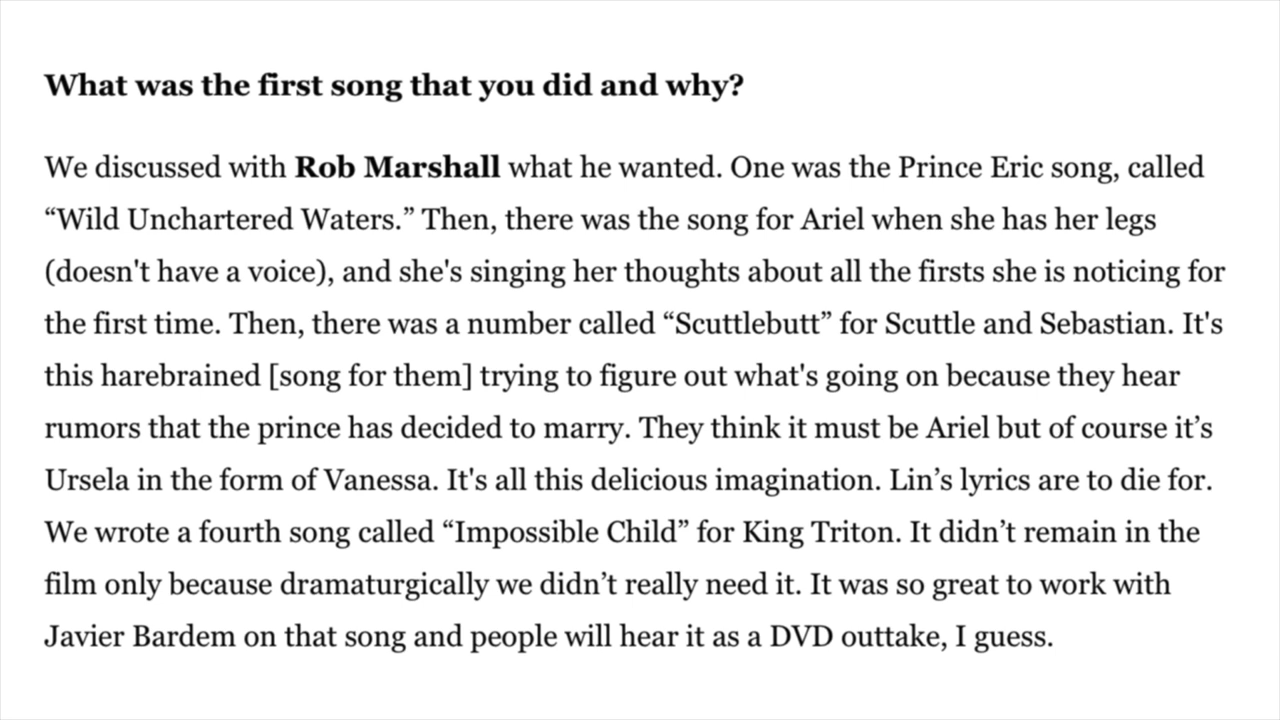 What was the first song that you did and why?
We discussed with Rob Marshall what he wanted. One was the Prince Eric song, called
“Wild Unchartered Waters.” Then, there was the song for Ariel when she has her legs
(doesn't have a voice), and she's singing her thoughts about all the firsts she is noticing for
the first time. Then, there was a number called “Scuttlebutt” for Scuttle and Sebastian. It's
this harebrained [song for them] trying to figure out what's going on because they hear
rumors that the prince has decided to marry. They think it must be Ariel but of course it’s
Ursela in the form of Vanessa. It's all this delicious imagination. Lin’s lyrics are to die for.
We wrote a fourth song called “Impossible Child” for King Triton. It didn’t remain in the
film only because dramaturgically we didn’t really need it. It was so great to work with
Javier Bardem on that song and people will hear it as a DVD outtake, I guess.